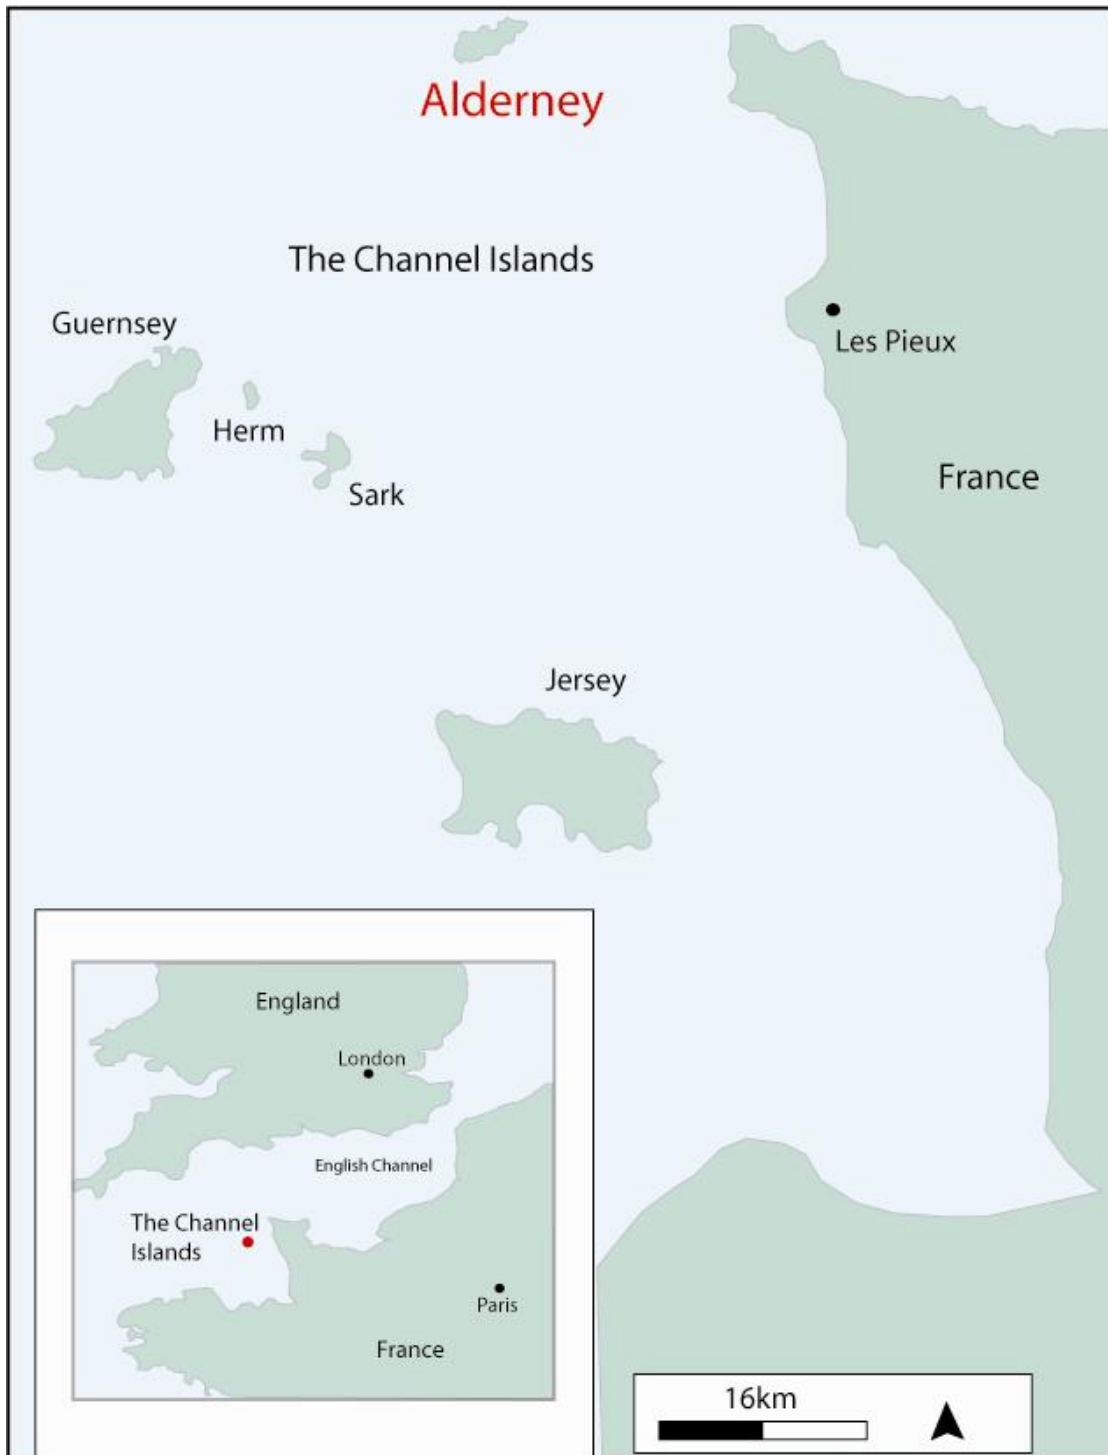 Alderney
The Channel Islands
Guernsey
Les Pieux
Herm
France
Sark
Jersey
England
London
English Channel
The Channel
Islands
Paris
France
16km